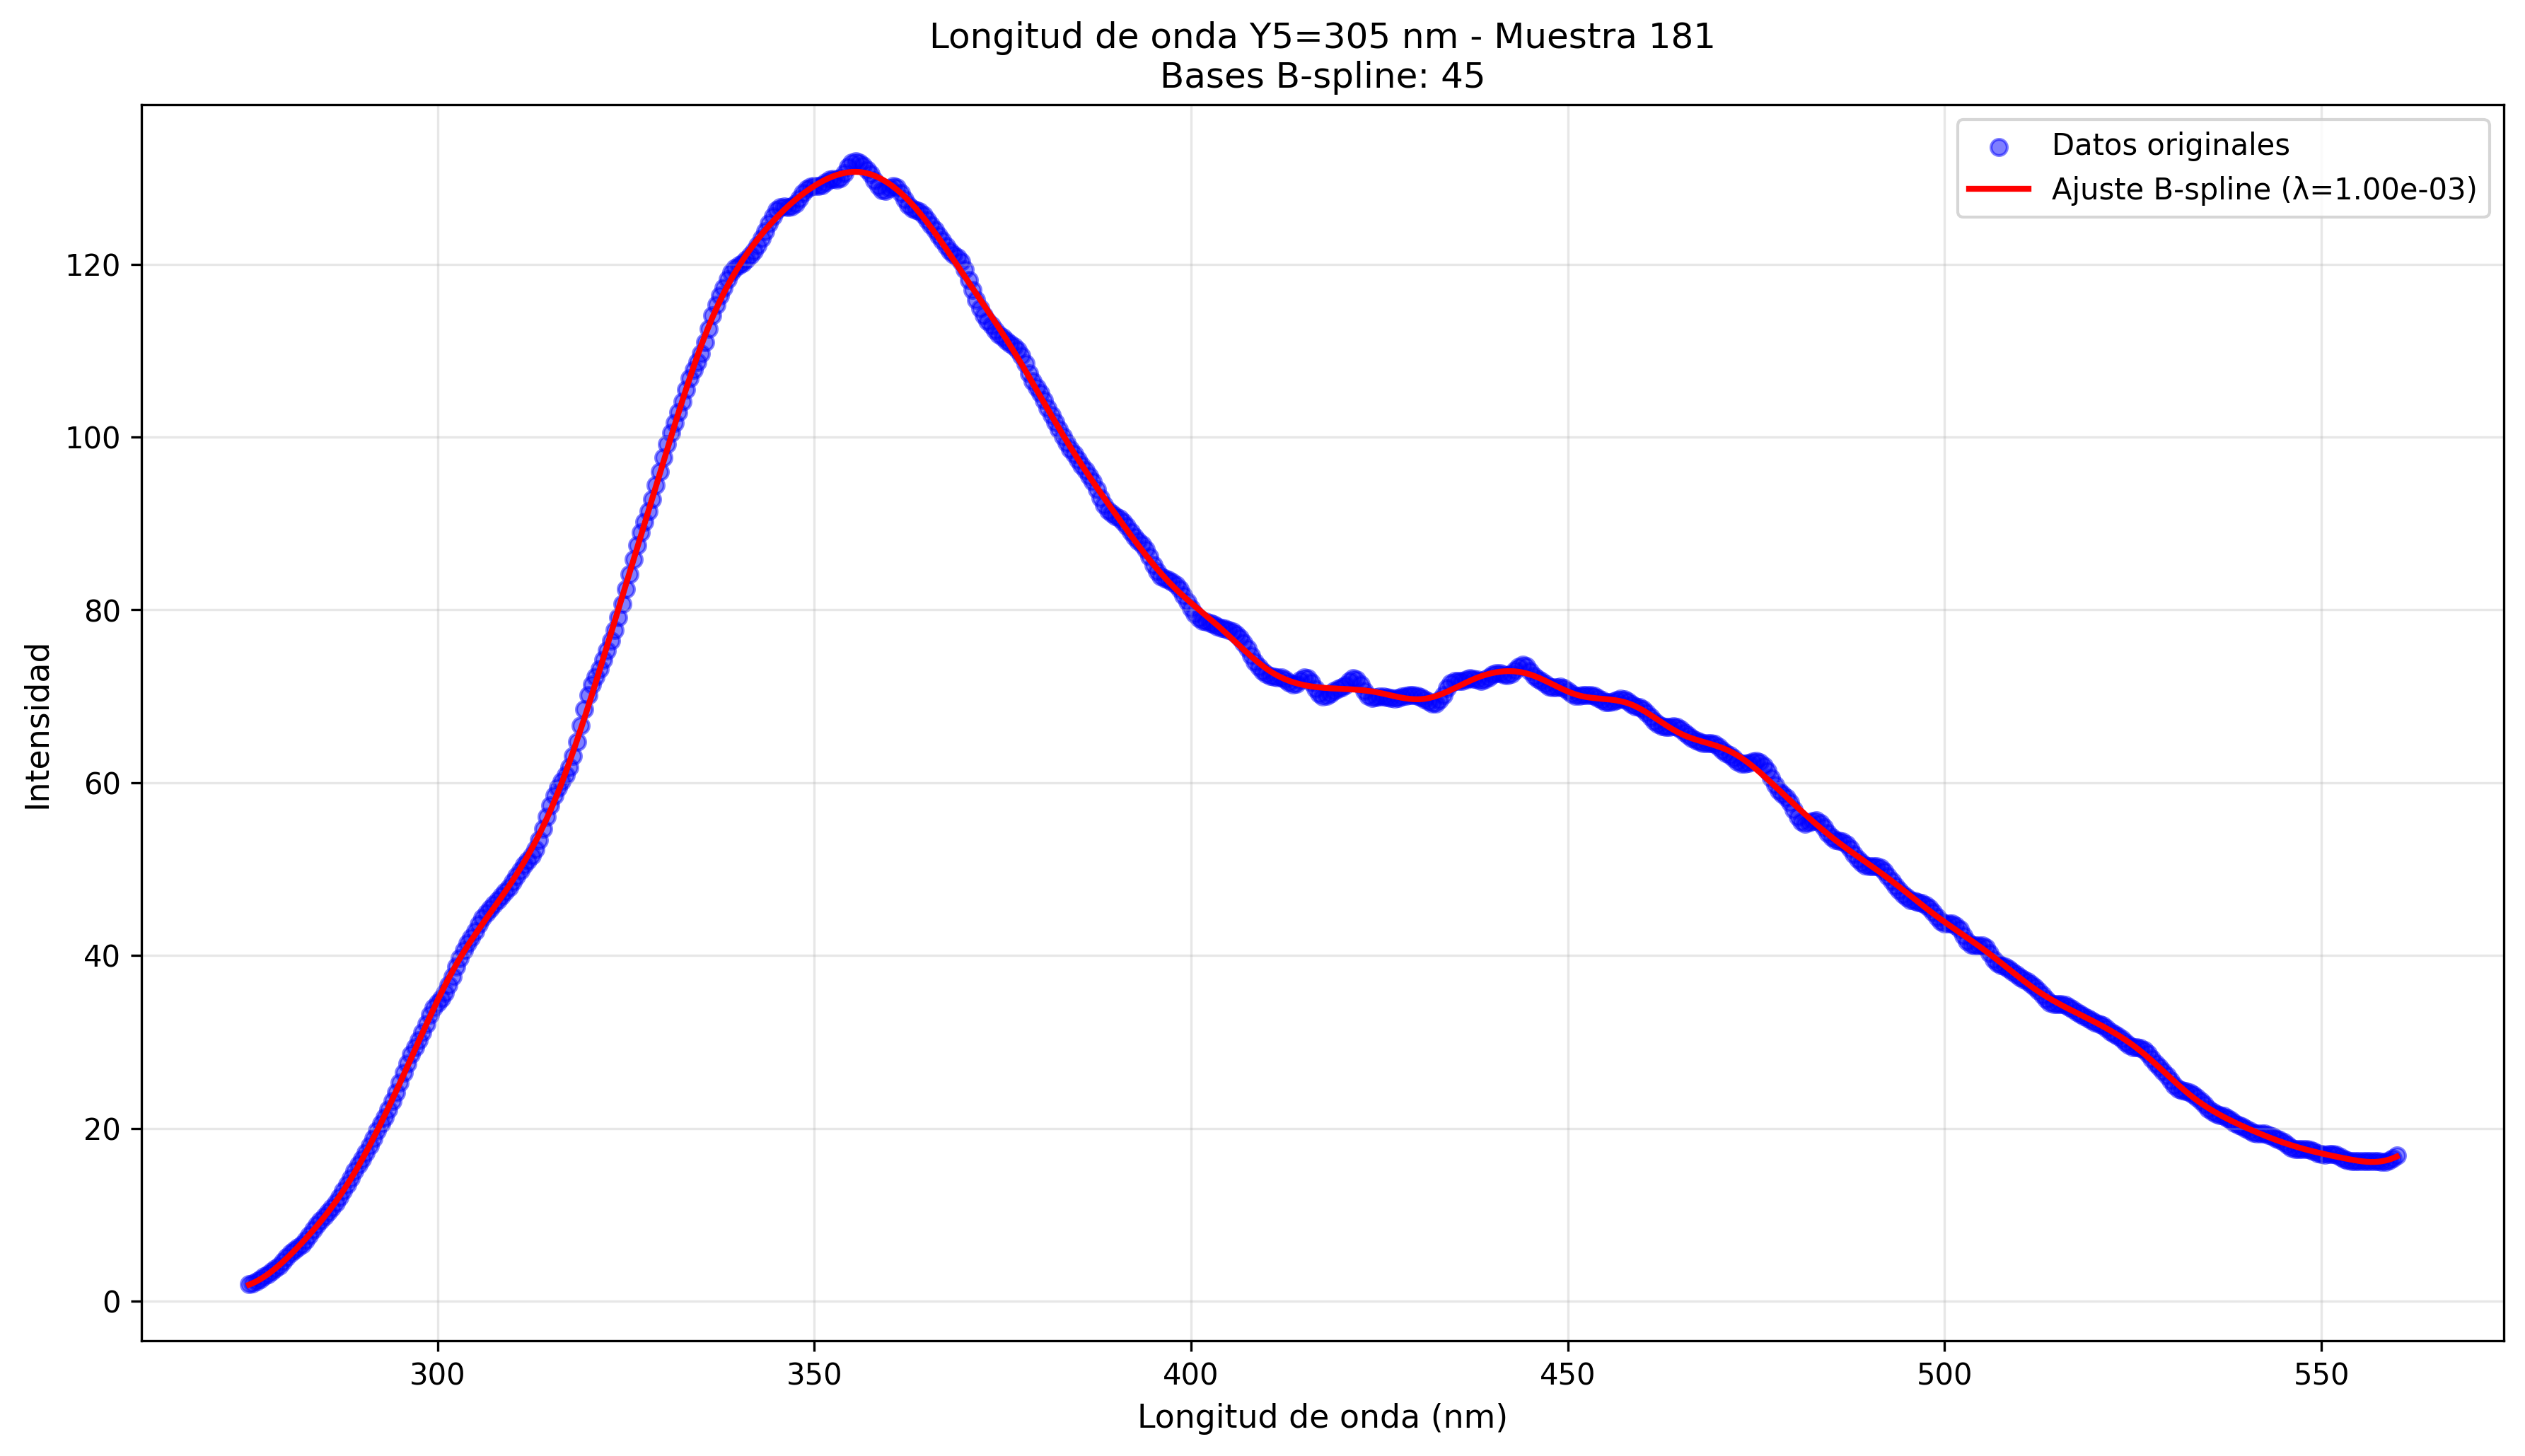 Longitud de onda Y5=305 nm - Muestra 181
Bases B-spline: 45
Datos originales
Ajuste B-spline (λ=1.00e-03)
Intensidad
120
100
80
60
40
20
0
300 350 400 450 500 550
Longitud de onda (nm)